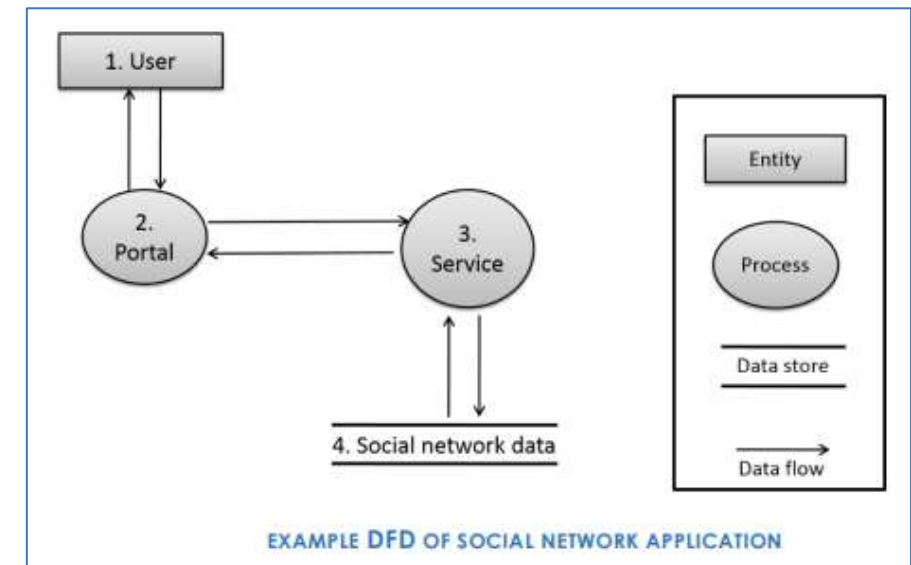 1. User
2.
Portal
3.
Service
4. Social network data
Entity
Process
Data store
Data flow
EXAMPLE DFD OF SOCIAL NETWORK APPLICATION